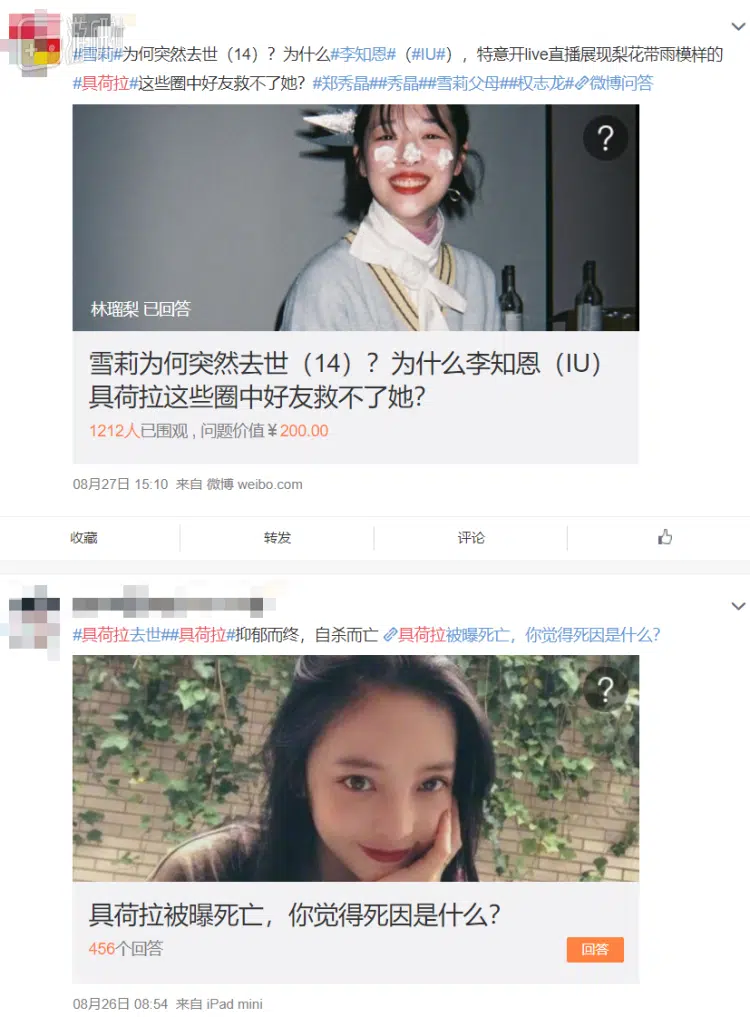 #雪莉#为何突然去世（14）？为什么#李知恩#（#IU#），特意开live直播展现梨花带雨模样的
#具荷拉#这些圈中好友救不了她？#郑秀晶##秀晶##雪莉父母##权志龙#微博问答
?
林瑠梨 已回答
雪莉为何突然去世（14）？为什么李知恩（IU）
具荷拉这些圈中好友救不了她？
1212人已围观 , 问题价值￥200.00
08月27日 15:10 来自 微博 weibo.com
收藏 转发 评论
#具荷拉去世##具荷拉#抑郁而终，自杀而亡 具荷拉被曝死亡，你觉得死因是什么？
?
具荷拉被曝死亡，你觉得死因是什么？
456个回答 回答
08月26日 08:54 来自 iPad mini